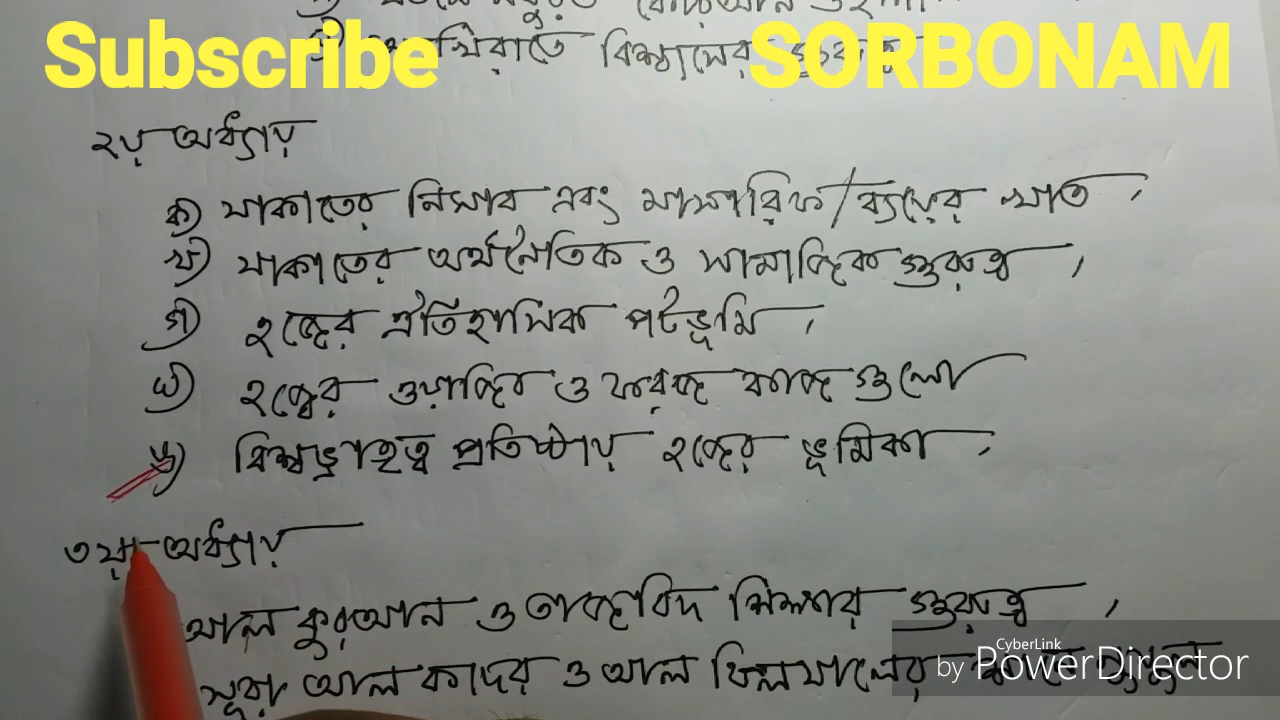 Subscribe SORBONAM
বিশ্বাসের গুরুত্ব
২য় অধ্যায়
ক) যাকাতের নিসাব এবং মাসারিফ/ব্যয়ের খাত,
খ) যাকাতের অর্থনৈতিক ও সামাজিক গুরুত্ব,
গ) হজের ঐতিহাসিক পটভূমি,
ঘ) হজ্বের ওয়াজিব ও ফরজ কাজ গুলো
ঙ) বিশ্বভ্রাতৃত্ব প্রতিষ্ঠায় হজের ভূমিকা,
৩য় অধ্যায়
আল কুরআন ও তাজবিদ শিক্ষার গুরুত্ব,
সূরা আল কাদর ও আল যিলযালের
CyberLink
by PowerDirector